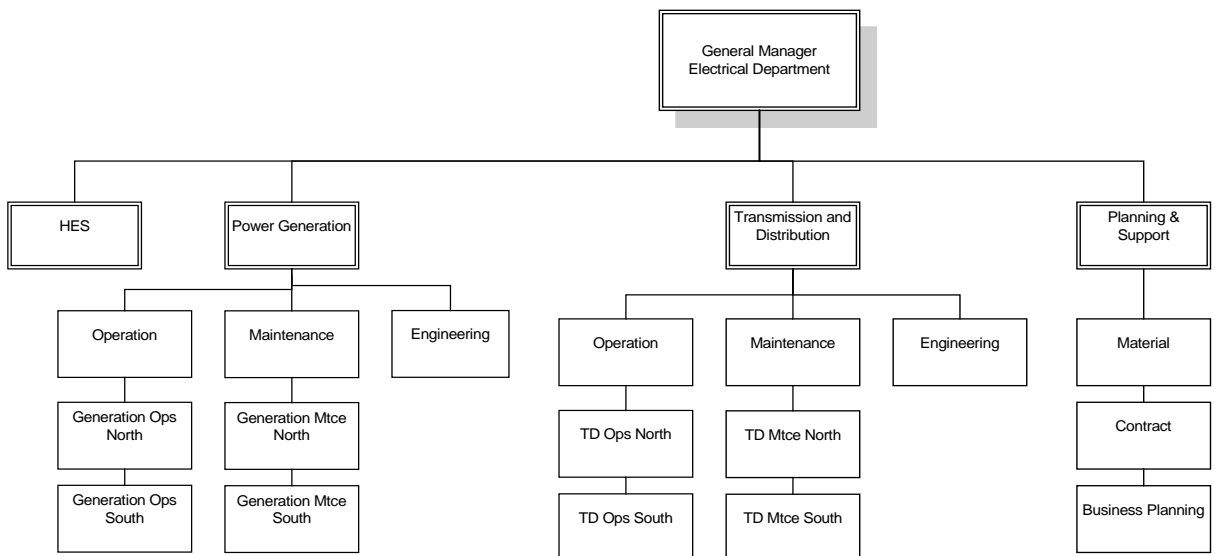 General Manager
Electrical Department
HES
Power Generation
Transmission and
Distribution
Planning &
Support
Operation
Maintenance
Engineering
Operation
Maintenance
Engineering
Material
Generation Ops
North
Generation Mtce
North
TD Ops North
TD Mtce North
Contract
Generation Ops
South
Generation Mtce
South
TD Ops South
TD Mtce South
Business Planning